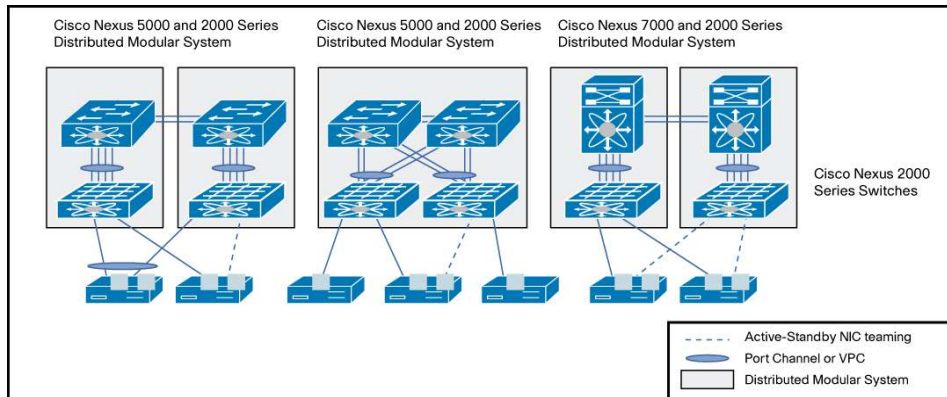 Cisco Nexus 5000 and 2000 Series
Distributed Modular System
Cisco Nexus 5000 and 2000 Series
Distributed Modular System
Cisco Nexus 7000 and 2000 Series
Distributed Modular System
Cisco Nexus 2000
Series Switches
Active-Standby NIC teaming
Port Channel or VPC
Distributed Modular System